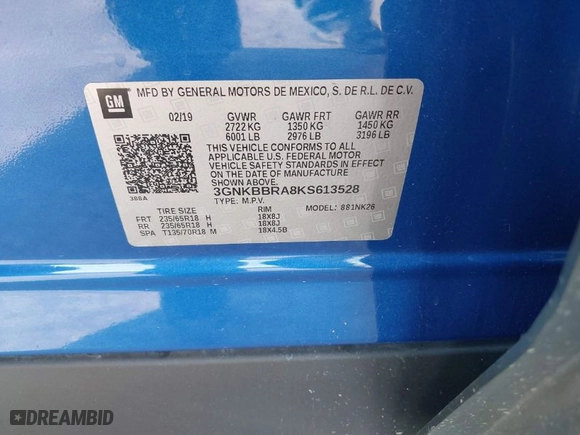 GM
MFD BY GENERAL MOTORS DE MEXICO, S. DE R.L. DE C.V.
02/19 GVWR GAWR FRT GAWR RR
2722 KG 1350 KG 1450 KG
6001 LB 2976 LB 3196 LB
THIS VEHICLE CONFORMS TO ALL
APPLICABLE U.S. FEDERAL MOTOR
VEHICLE SAFETY STANDARDS IN EFFECT
ON THE DATE OF MANUFACTURE
SHOWN ABOVE.
3GNKBBRA8KS613528
TYPE: M.P.V. MODEL: 881NK26
388A
TIRE SIZE RIM
FRT 235/65R18 H 18X8J
RR 235/65R18 H 18X8J
SPA T135/70R18 M 18X4.5B
DREAMBID